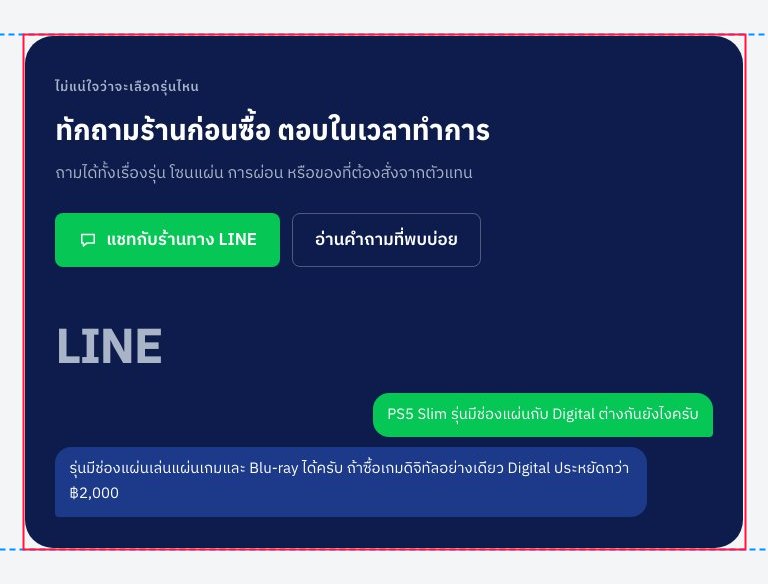 ไม่แน่ใจว่าจะเลือกรุ่นไหน
ทักถามร้านก่อนซื้อ ตอบในเวลาทำการ
ถามได้ทั้งเรื่องรุ่น โซนแผ่น การผ่อน หรือของที่ต้องสั่งจากตัวแทน
แชทกับร้านทาง LINE
อ่านคำถามที่พบบ่อย
LINE
PS5 Slim รุ่นมีช่องแผ่นกับ Digital ต่างกันยังไงครับ
รุ่นมีช่องแผ่นเล่นแผ่นเกมและ Blu-ray ได้ครับ ถ้าซื้อเกมดิจิทัลอย่างเดียว Digital ประหยัดกว่า
฿2,000